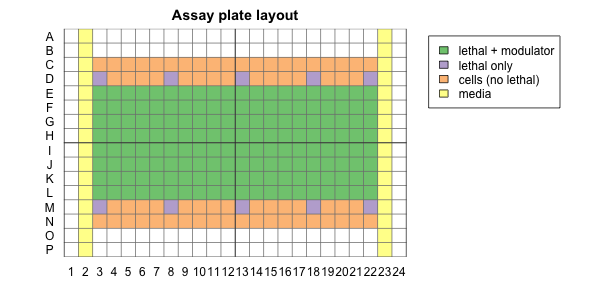 Assay plate layout
A
B
C
D
E
F
G
H
I
J
K
L
M
N
O
P
1 2 3 4 5 6 7 8 9 10 11 12 13 14 15 16 17 18 19 20 21 22 23 24
lethal + modulator
lethal only
cells (no lethal)
media